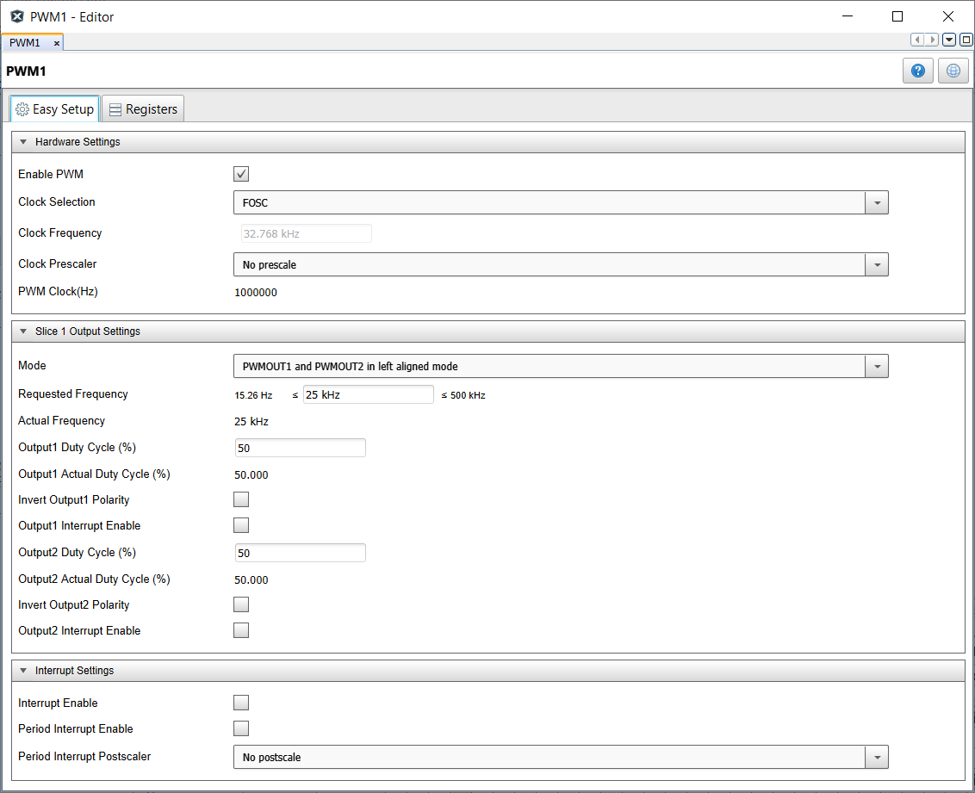 PWM1 - Editor
PWM1 ×
PWM1
Easy Setup Registers
Hardware Settings
Enable PWM
Clock Selection FOSC
Clock Frequency 32.768 kHz
Clock Prescaler No prescale
PWM Clock(Hz) 1000000
Slice 1 Output Settings
Mode PWMOUT1 and PWMOUT2 in left aligned mode
Requested Frequency 15.26 Hz ≤ 25 kHz ≤ 500 kHz
Actual Frequency 25 kHz
Output1 Duty Cycle (%) 50
Output1 Actual Duty Cycle (%) 50.000
Invert Output1 Polarity
Output1 Interrupt Enable
Output2 Duty Cycle (%) 50
Output2 Actual Duty Cycle (%) 50.000
Invert Output2 Polarity
Output2 Interrupt Enable
Interrupt Settings
Interrupt Enable
Period Interrupt Enable
Period Interrupt Postscaler No postscale